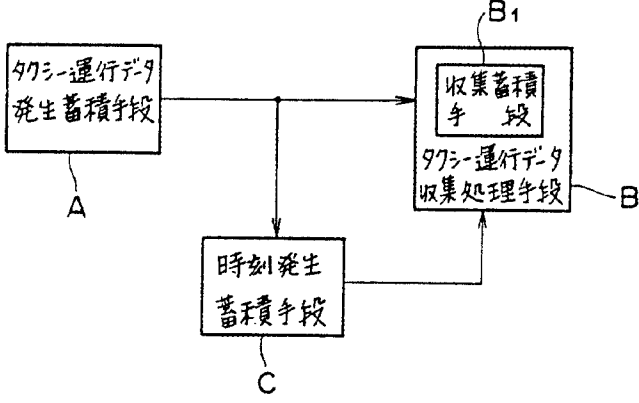 タクシー運行データ
発生蓄積手段
A
B1
収集蓄積
手　段
タクシー運行データ
収集処理手段
B
時刻発生
蓄積手段
C